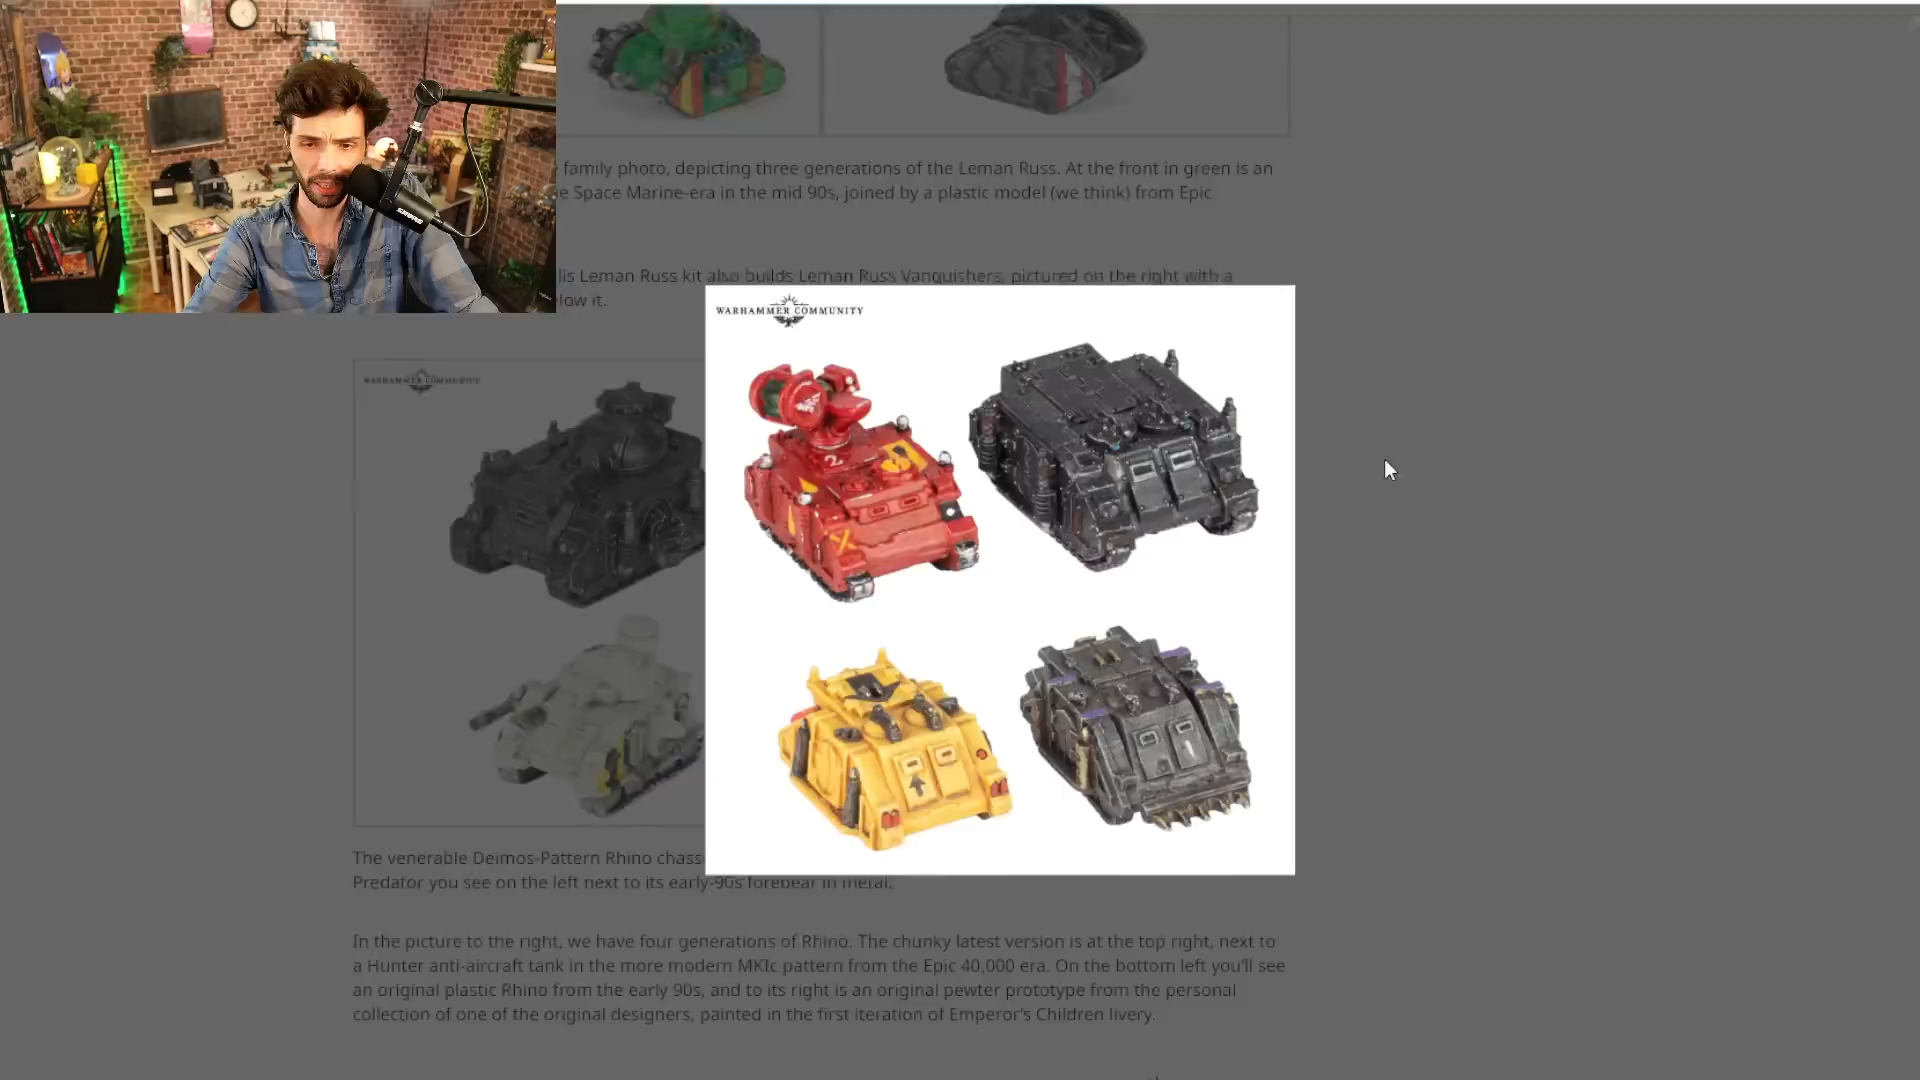 family photo, depicting three generations of the Leman Russ. At the front in green is an
e Space Marine-era in the mid 90s, joined by a plastic model (we think) from Epic
lis Leman Russ kit also builds Leman Russ Vanquishers, pictured on the right with a
low it.
WARHAMMER COMMUNITY
WARHAMMER COMMUNITY
2
The venerable Deimos-Pattern Rhino chass
Predator you see on the left next to its early-90s forebear in metal.
In the picture to the right, we have four generations of Rhino. The chunky latest version is at the top right, next to
a Hunter anti-aircraft tank in the more modern MKIc pattern from the Epic 40,000 era. On the bottom left you'll see
an original plastic Rhino from the early 90s, and to its right is an original pewter prototype from the personal
collection of one of the original designers, painted in the first iteration of Emperor's Children livery.